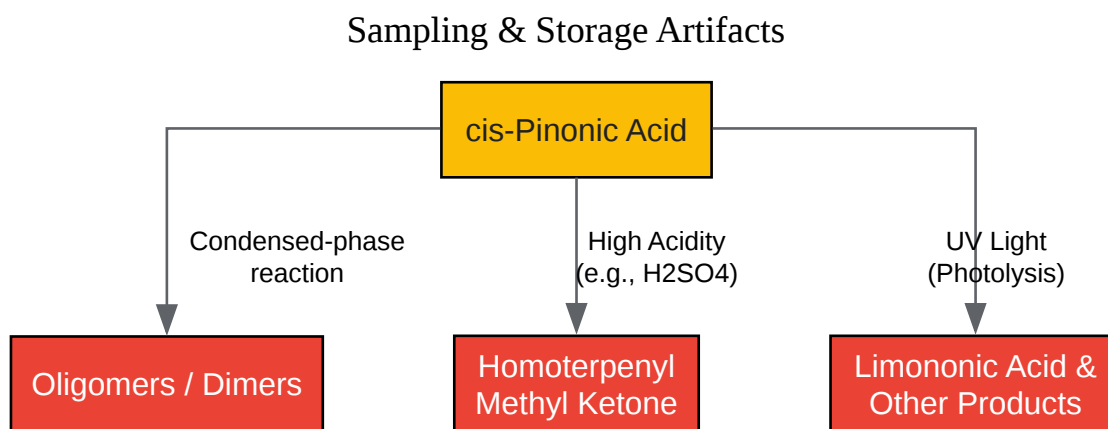 Sampling & Storage Artifacts
cis-Pinonic Acid
Condensed-phase
reaction
High Acidity
(e.g., H2SO4)
UV Light
(Photolysis)
Oligomers / Dimers
Homoterpenyl
Methyl Ketone
Limononic Acid &
Other Products